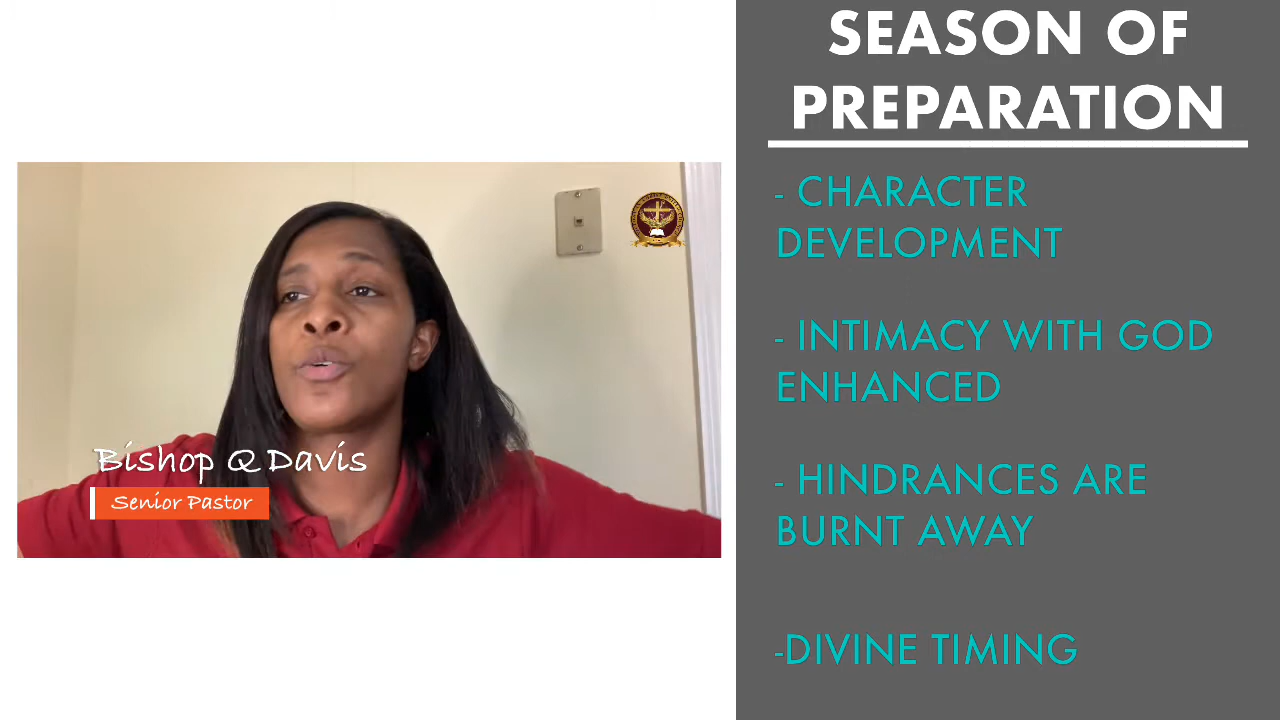 SEASON OF
PREPARATION
- CHARACTER
DEVELOPMENT
- INTIMACY WITH GOD
ENHANCED
- HINDRANCES ARE
BURNT AWAY
-DIVINE TIMING
Bishop Q Davis
Senior Pastor